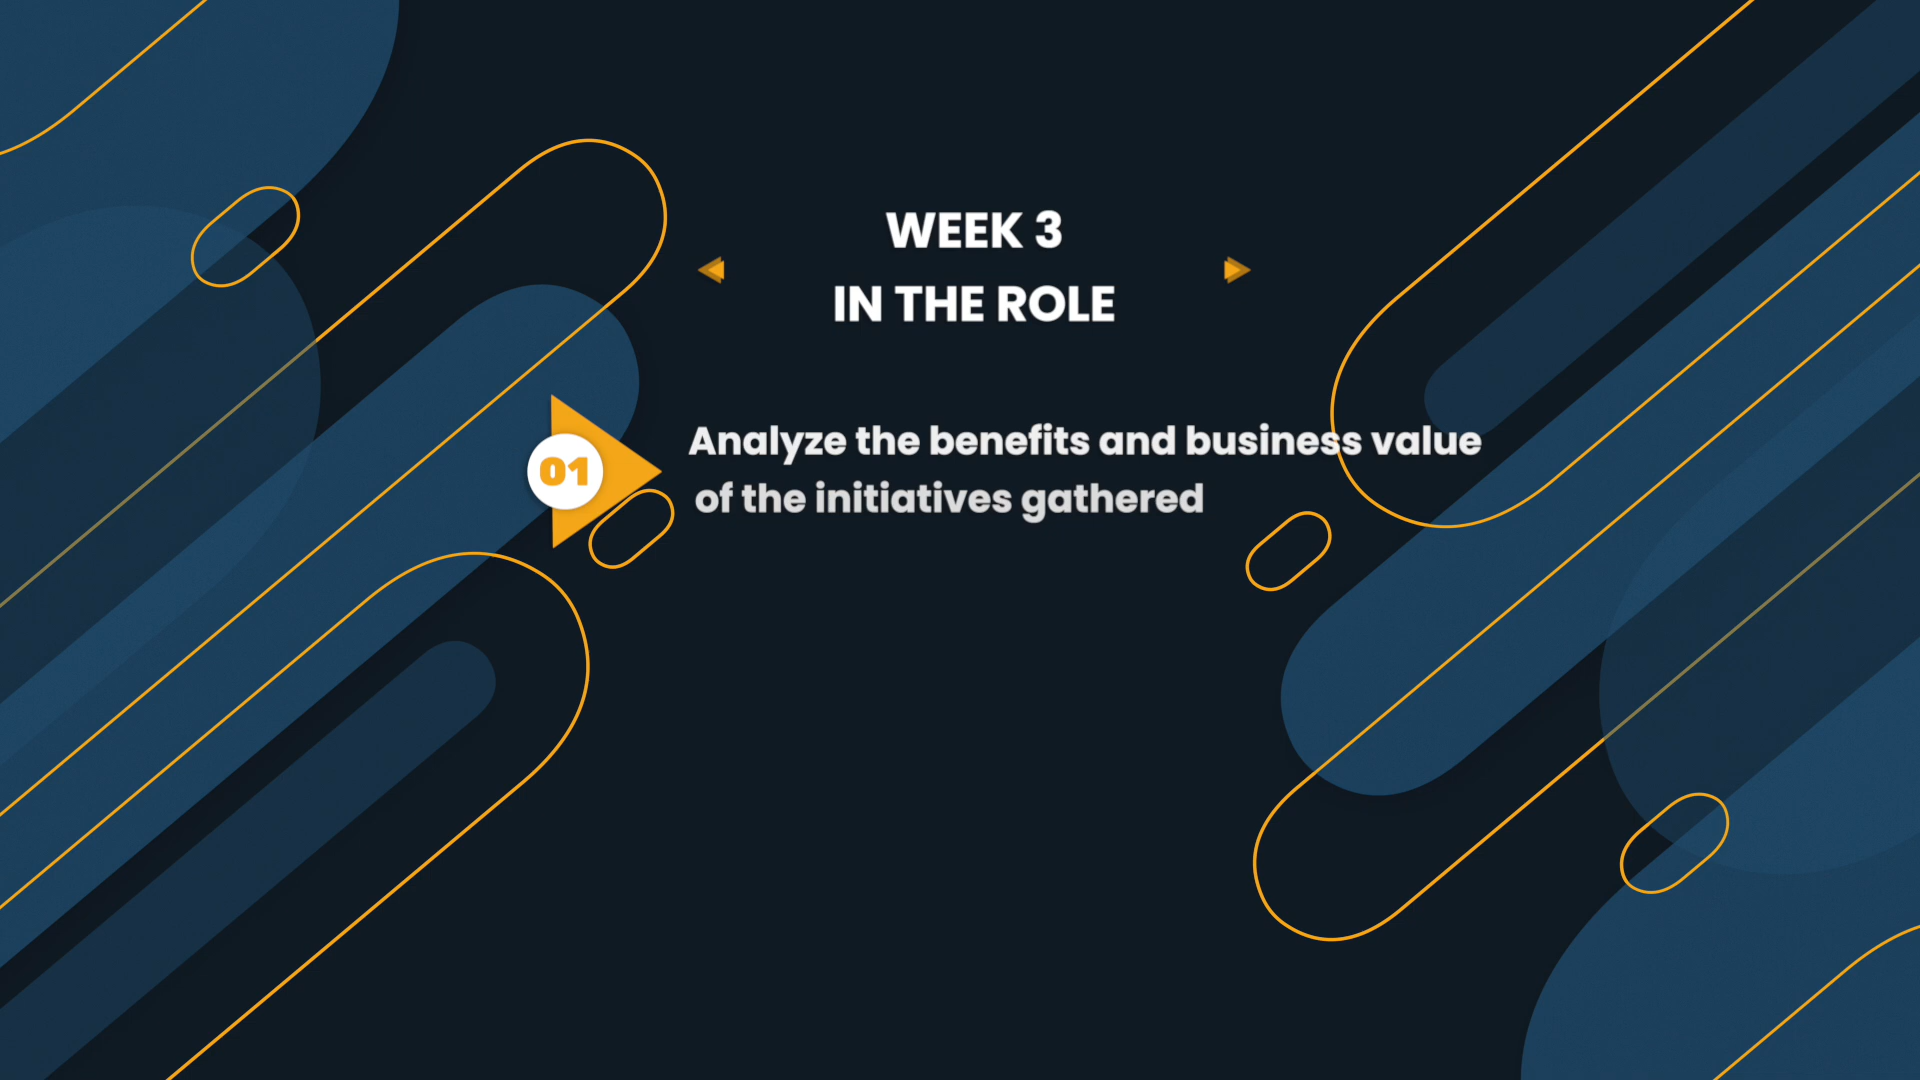 WEEK 3
IN THE ROLE
01
Analyze the benefits and business value
of the initiatives gathered